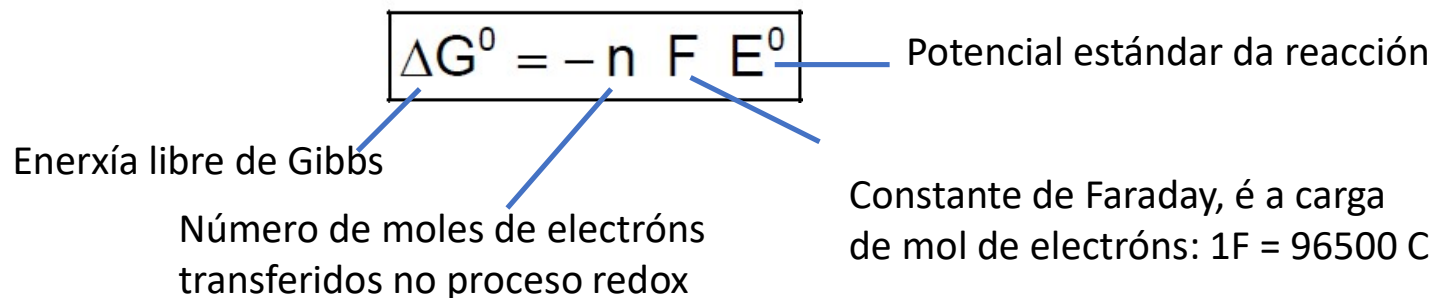 ΔG⁰ = – n F E⁰
Potencial estándar da reacción
Enerxía libre de Gibbs
Número de moles de electróns
transferidos no proceso redox
Constante de Faraday, é a carga
de mol de electróns: 1F = 96500 C